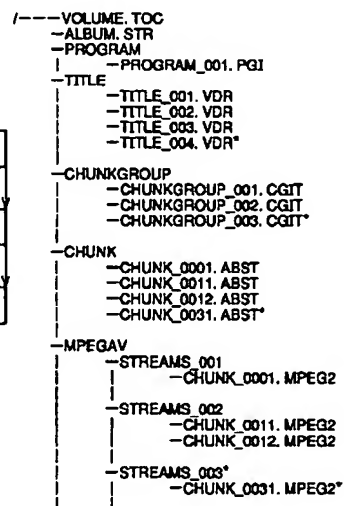 /----VOLUME.TOC
—ALBUM.STR
—PROGRAM
—PROGRAM_001.PGI
—TITLE
—TITLE_001.VDR
—TITLE_002.VDR
—TITLE_003.VDR
—TITLE_004.VDR*
—CHUNKGROUP
—CHUNKGROUP_001.CGIT
—CHUNKGROUP_002.CGIT
—CHUNKGROUP_003.CGIT*
—CHUNK
—CHUNK_0001.ABST
—CHUNK_0011.ABST
—CHUNK_0012.ABST
—CHUNK_0031.ABST*
—MPEGAV
—STREAMS_001
—CHUNK_0001.MPEG2
—STREAMS_002
—CHUNK_0011.MPEG2
—CHUNK_0012.MPEG2
—STREAMS_003*
—CHUNK_0031.MPEG2*